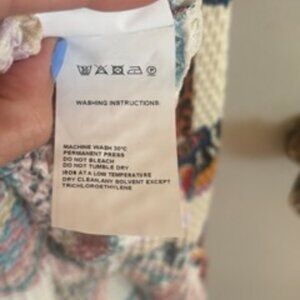 WASHING INSTRUCTIONS:
MACHINE WASH 30°C
PERMANENT PRESS
DO NOT BLEACH
DO NOT TUMBLE DRY
IRON AT A LOW TEMPERATURE
DRY CLEAN.ANY SOLVENT EXCEPT
TRICHLOROETHYLENE